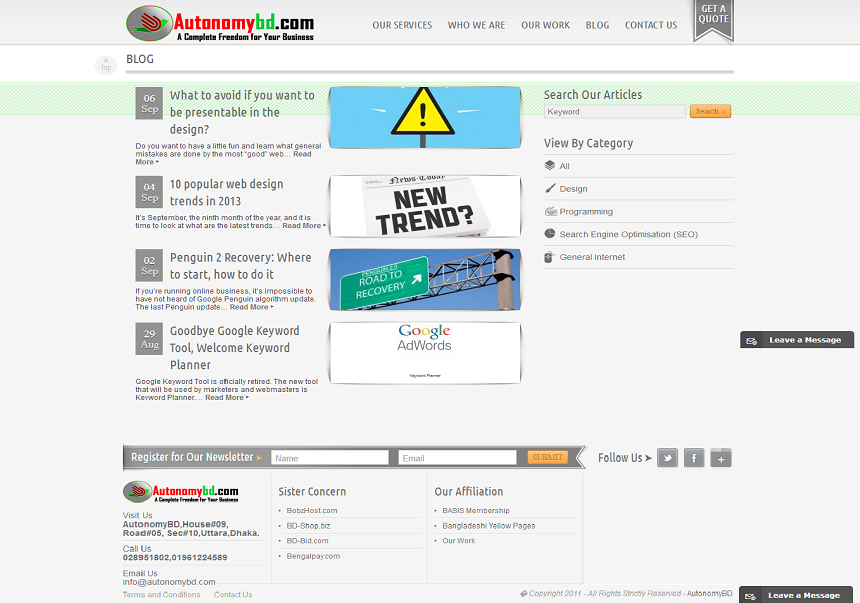 Autonomybd.com
A Complete Freedom for Your Business
OUR SERVICES WHO WE ARE OUR WORK BLOG CONTACT US
GET A
QUOTE
top
BLOG
06
Sep
What to avoid if you want to
be presentable in the
design?
Do you want to have a little fun and learn what general
mistakes are done by the most "good" web... Read
More
Search Our Articles
Keyword
Search »
View By Category
All
Design
Programming
Search Engine Optimisation (SEO)
General Internet
04
Sep
10 popular web design
trends in 2013
It's September, the ninth month of the year, and it is
time to look at what are the latest trends... Read More
News Today
NEW
TREND?
02
Sep
Penguin 2 Recovery: Where
to start, how to do it
If you're running online business, it's impossible to
have not heard of Google Penguin algorithm update.
The last Penguin update... Read More
PENGUIN 2.0
ROAD TO
RECOVERY
29
Aug
Goodbye Google Keyword
Tool, Welcome Keyword
Planner
Google Keyword Tool is officially retired. The new tool
that will be used by marketers and webmasters is
Keyword Planner.... Read More
Google
AdWords
Keyword Planner
Leave a Message
Register for Our Newsletter
Name
Email
SUBMIT
Follow Us
Autonomybd.com
A Complete Freedom for Your Business
Visit Us
AutonomyBD,House#09,
Road#05, Sec#10,Uttara,Dhaka.
Call Us
028951802,01961224589
Email Us
info@autonomybd.com
Sister Concern
BobzHost.com
BD-Shop.biz
BD-Bid.com
Bengalpay.com
Our Affiliation
BASIS Membership
Bangladeshi Yellow Pages
Our Work
Terms and Conditions Contact Us
� Copyright 2011 - All Rights Strictly Reserved - AutonomyBD
Leave a Message